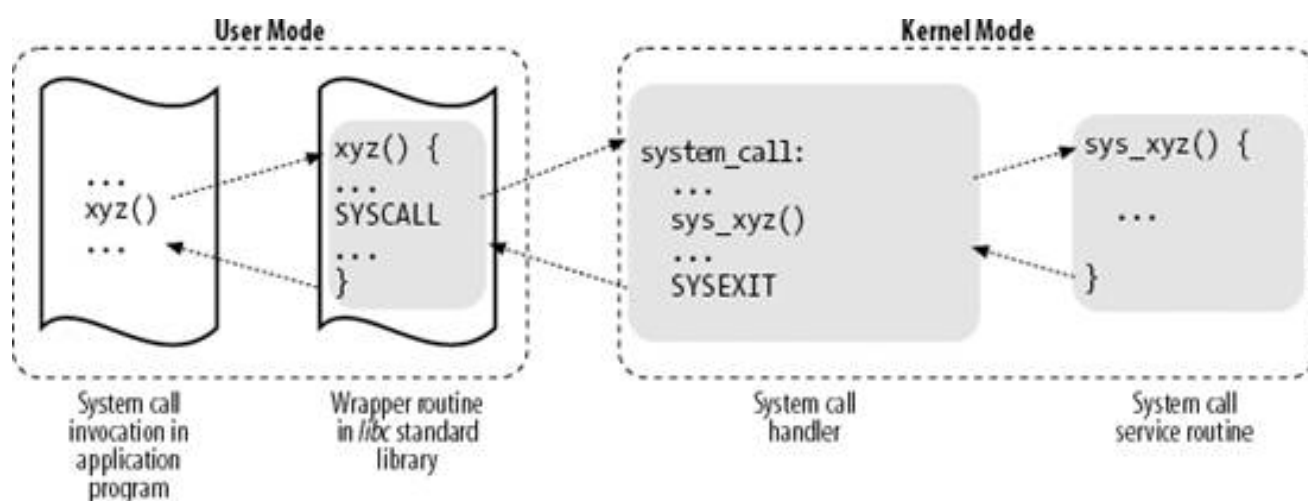 User Mode
Kernel Mode
...
xyz()
...
xyz() {
...
SYSCALL
...
}
system_call:
...
sys_xyz()
...
SYSEXIT
sys_xyz() {
...
}
System call
invocation in
application
program
Wrapper routine
in libc standard
library
System call
handler
System call
service routine